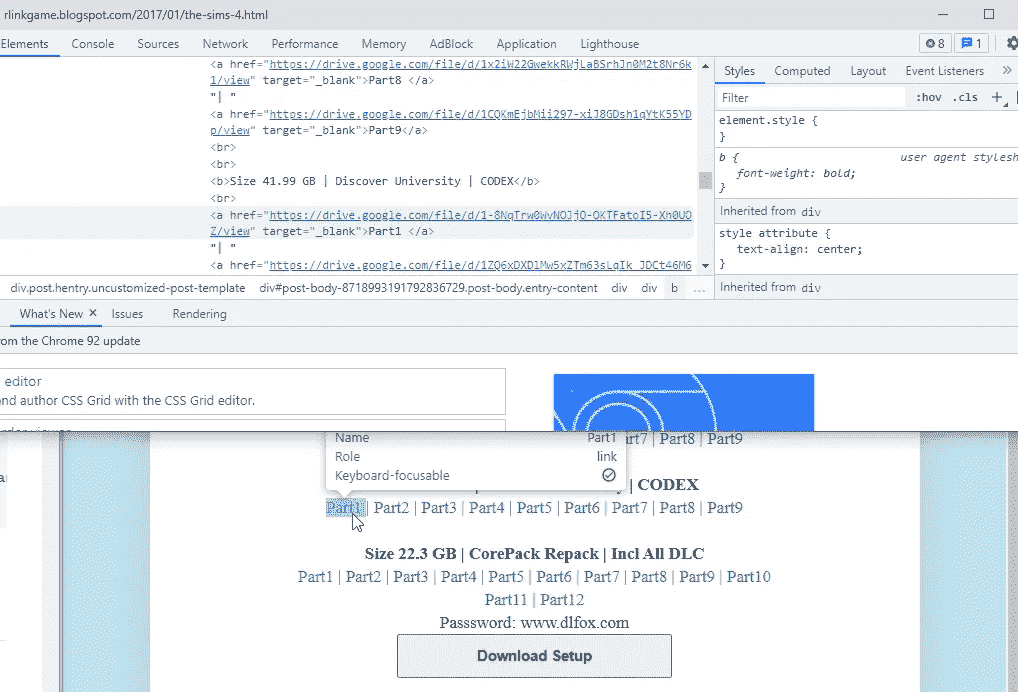 rlinkgame.blogspot.com/2017/01/the-sims-4.html
Elements Console Sources Network Performance Memory AdBlock Application Lighthouse 8 1
<a href="https://drive.google.com/file/d/1x2iW22GwekkRWjLaBSrhJn0M2t8Nr6k
1/view" target="_blank">Part8 </a>
"| "
<a href="https://drive.google.com/file/d/1CQKmEjbMii297-xiJ8GDsh1qYtK55YD
p/view" target="_blank">Part9</a>
<br>
<br>
<b>Size 41.99 GB | Discover University | CODEX</b>
<br>
<a href="https://drive.google.com/file/d/1-8NqTrw0WvNOJjO-OKTFatoI5-Xh0UO
Z/view" target="_blank">Part1 </a>
"| "
<a href="https://drive.google.com/file/d/1ZQ6xDXDlMw5xZTm63sLqIk_JDCt46M6
div.post.hentry.uncustomized-post-template div#post-body-8718993191792836729.post-body.entry-content div div b ...
Styles Computed Layout Event Listeners »
Filter :hov .cls +
element.style {
}
b { user agent stylesh
font-weight: bold;
}
Inherited from div
style attribute {
text-align: center;
}
Inherited from div
What's New × Issues Rendering
om the Chrome 92 update
editor
nd author CSS Grid with the CSS Grid editor.
Name Part1
Role link
Keyboard-focusable
rt7 | Part8 | Part9
| CODEX
Part1 | Part2 | Part3 | Part4 | Part5 | Part6 | Part7 | Part8 | Part9
Size 22.3 GB | CorePack Repack | Incl All DLC
Part1 | Part2 | Part3 | Part4 | Part5 | Part6 | Part7 | Part8 | Part9 | Part10
Part11 | Part12
Passsword: www.dlfox.com
Download Setup